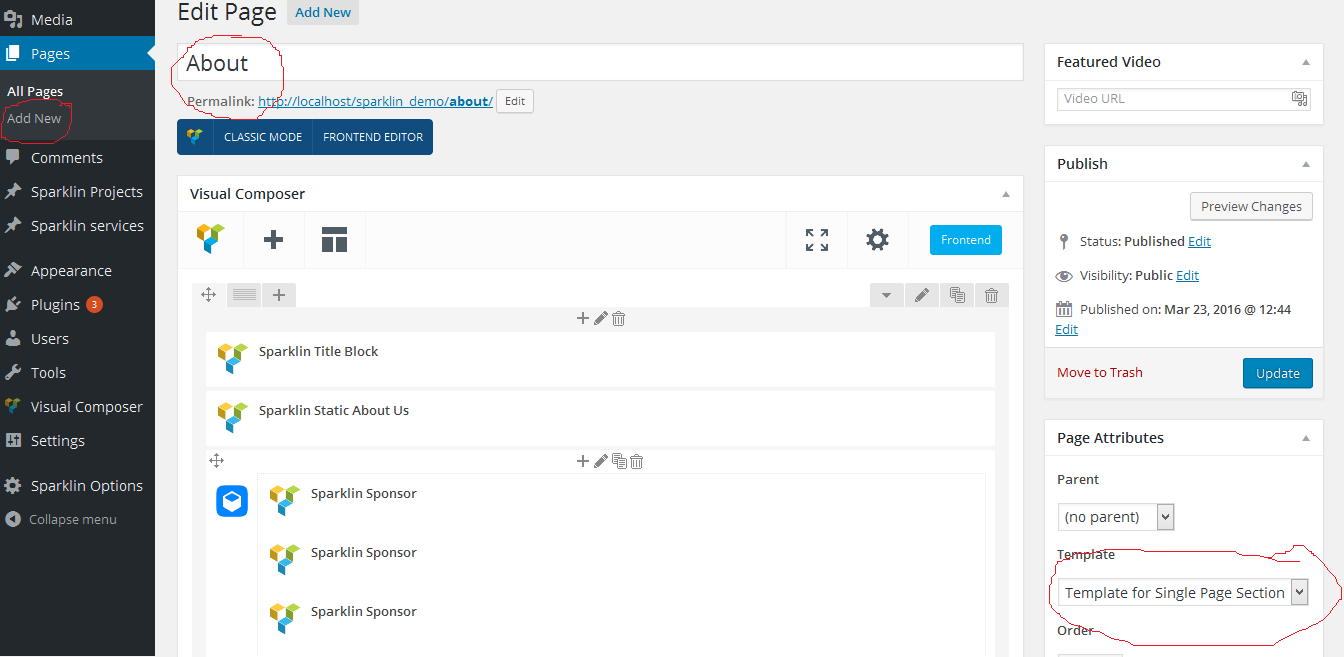 Media
Pages
All Pages
Add New
Comments
Sparklin Projects
Sparklin services
Appearance
Plugins 3
Users
Tools
Visual Composer
Settings
Sparklin Options
Collapse menu
Edit Page Add New
About
Permalink: http://localhost/sparklin_demo/about/ Edit
CLASSIC MODE FRONTEND EDITOR
Visual Composer
Frontend
Sparklin Title Block
Sparklin Static About Us
Sparklin Sponsor
Sparklin Sponsor
Sparklin Sponsor
Featured Video
Video URL
Publish
Preview Changes
Status: Published Edit
Visibility: Public Edit
Published on: Mar 23, 2016 @ 12:44
Edit
Move to Trash Update
Page Attributes
Parent
(no parent)
Template
Template for Single Page Section
Order